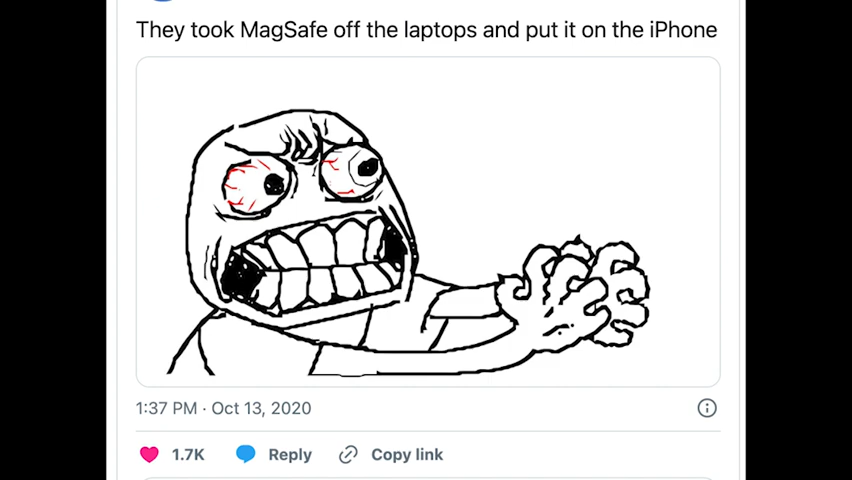 They took MagSafe off the laptops and put it on the iPhone
1:37 PM · Oct 13, 2020
1.7K Reply Copy link